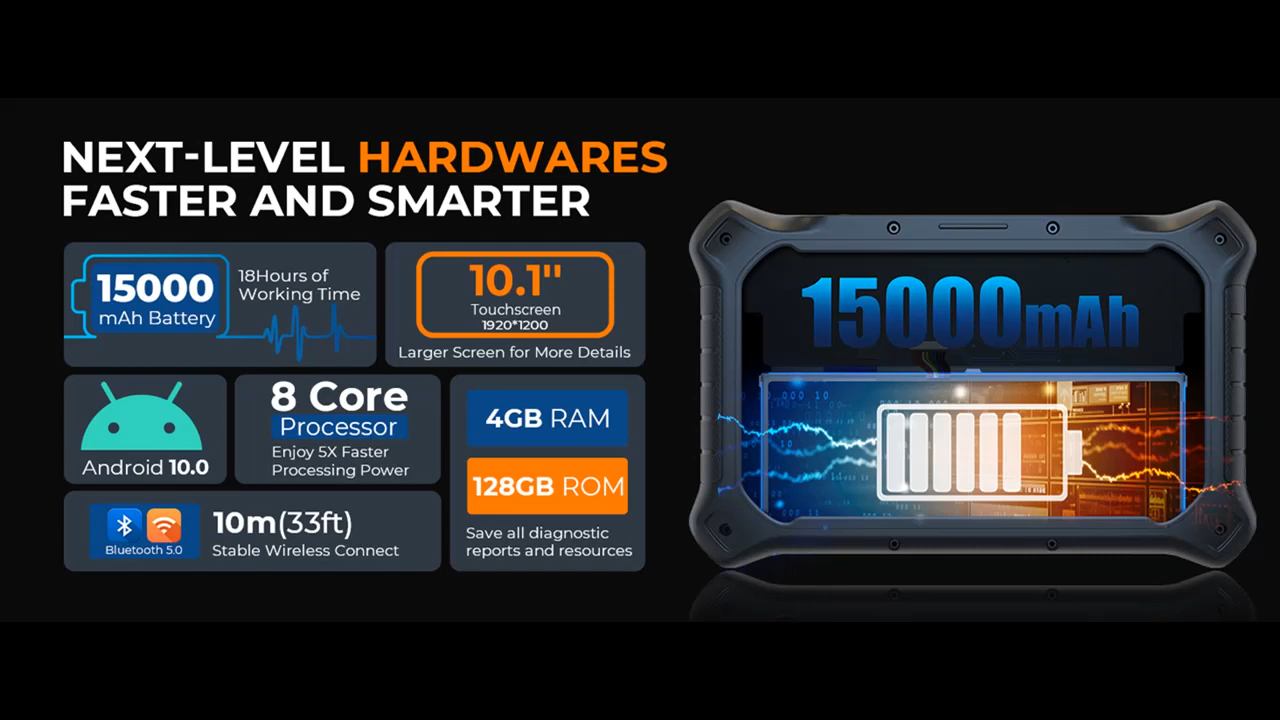 NEXT-LEVEL HARDWARES
FASTER AND SMARTER
15000
mAh Battery
18Hours of
Working Time
10.1"
Touchscreen
1920*1200
Larger Screen for More Details
Android 10.0
8 Core
Processor
Enjoy 5X Faster
Processing Power
4GB RAM
128GB ROM
Save all diagnostic
reports and resources
Bluetooth 5.0
10m(33ft)
Stable Wireless Connect
15000mAh